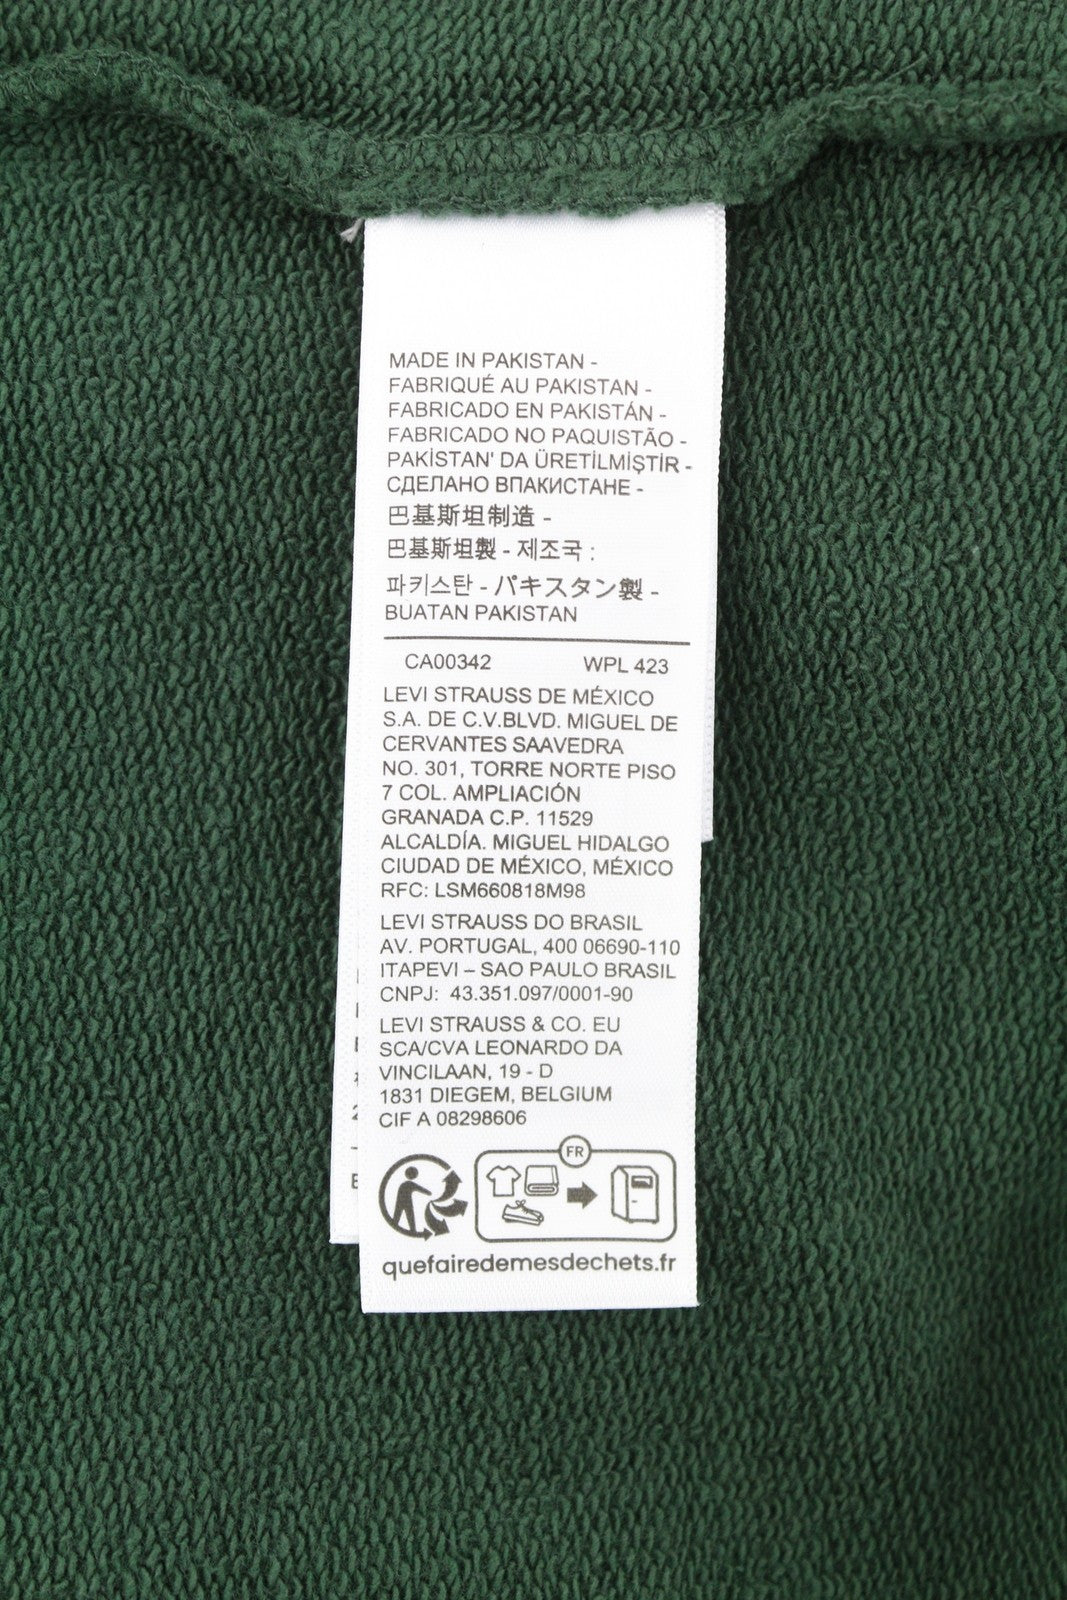 MADE IN PAKISTAN -
FABRIQUÉ AU PAKISTAN -
FABRICADO EN PAKISTÁN -
FABRICADO NO PAQUISTÃO -
PAKİSTAN' DA ÜRETİLMİŞTİR -
СДЕЛАНО ВПАКИСТАНЕ -
巴基斯坦制造 -
巴基斯坦製 - 제조국 :
파키스탄 - パキスタン製 -
BUATAN PAKISTAN
CA00342 WPL 423
LEVI STRAUSS DE MÉXICO
S.A. DE C.V.BLVD. MIGUEL DE
CERVANTES SAAVEDRA
NO. 301, TORRE NORTE PISO
7 COL. AMPLIACIÓN
GRANADA C.P. 11529
ALCALDÍA. MIGUEL HIDALGO
CIUDAD DE MÉXICO, MÉXICO
RFC: LSM660818M98
LEVI STRAUSS DO BRASIL
AV. PORTUGAL, 400 06690-110
ITAPEVI – SAO PAULO BRASIL
CNPJ: 43.351.097/0001-90
LEVI STRAUSS & CO. EU
SCA/CVA LEONARDO DA
VINCILAAN, 19 - D
1831 DIEGEM, BELGIUM
CIF A 08298606
FR
quefairedemesdechets.fr